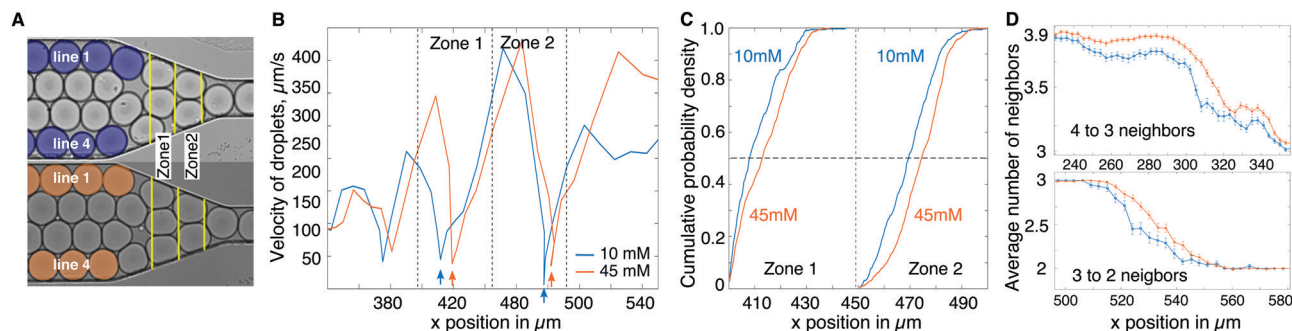 A
line 1
line 4
Zone1
Zone2
line 1
line 4
B
Velocity of droplets, µm/s
400
350
300
250
200
150
100
50
Zone 1
Zone 2
10 mM
45 mM
380
420
480
500
540
x position in µm
C
Cumulative probability density
1.0
0.8
0.6
0.4
0.2
0.0
10mM
10mM
45mM
45mM
Zone 1
Zone 2
410
430
450
470
490
x position in µm
D
Average number of neighbors
3.9
3.5
3
4 to 3 neighbors
240
260
280
300
320
340
3
2.5
2
3 to 2 neigbors
500
520
540
560
580
x position in µm